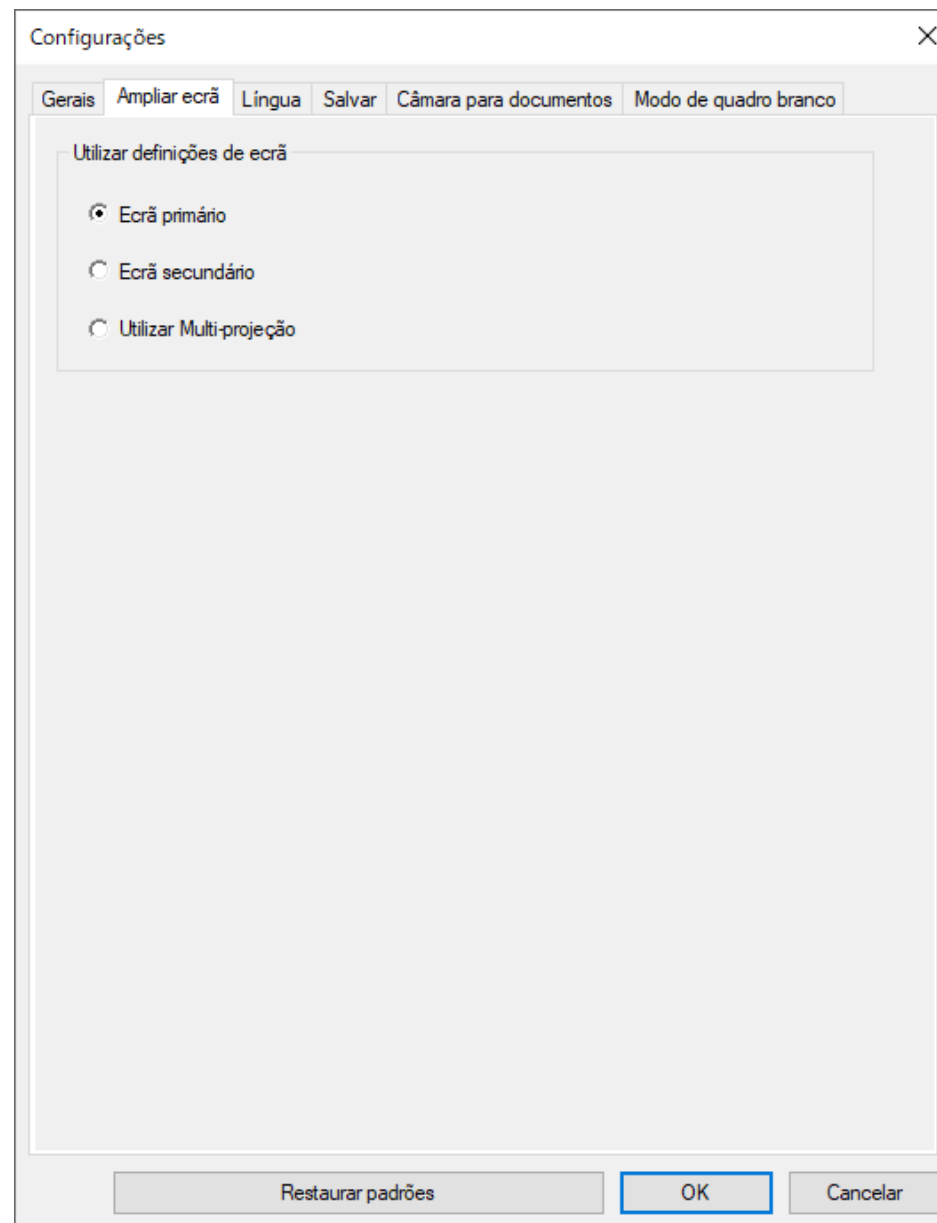 Configurações
Gerais Ampliar ecrã Língua Salvar Câmara para documentos Modo de quadro branco
Utilizar definições de ecrã
Ecrã primário
Ecrã secundário
Utilizar Multi-projeção
Restaurar padrões OK Cancelar